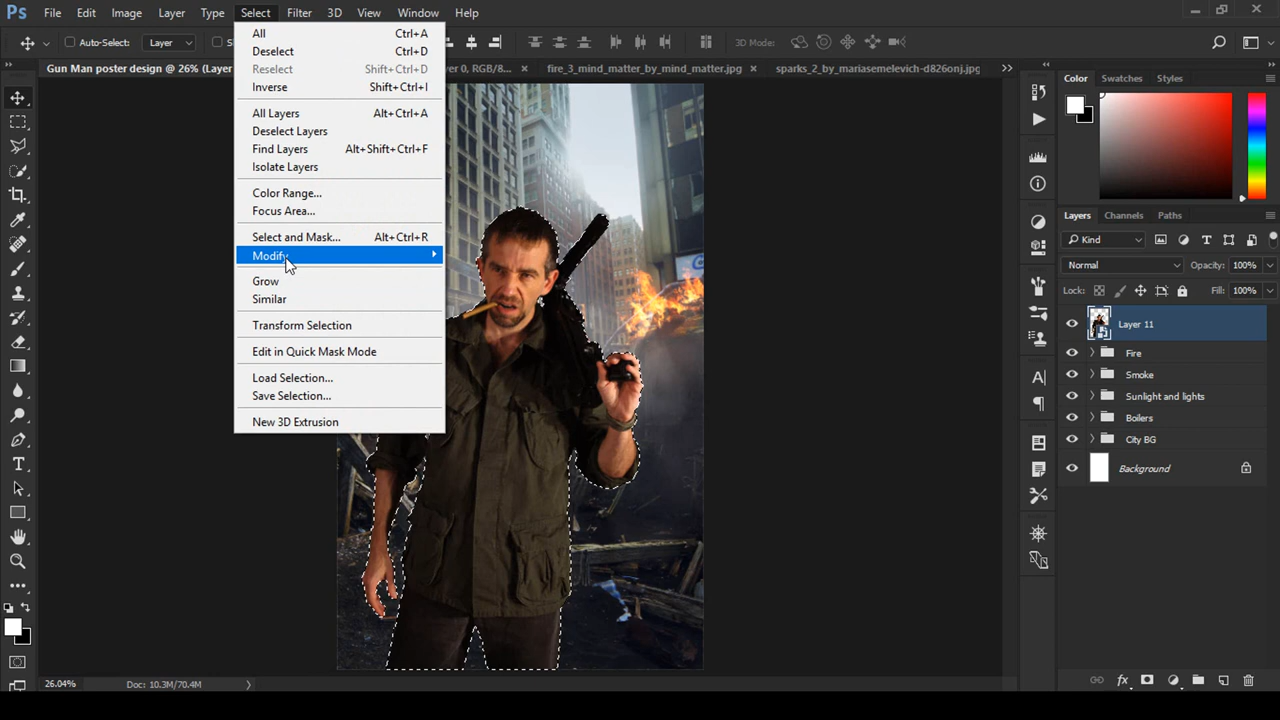 Ps File Edit Image Layer Type Select Filter 3D View Window Help
Auto-Select: Layer
3D Mode:
Gun Man poster design @ 26% (Layer
0, RGB/8...
fire_3_mind_matter_by_mind_matter.jpg
sparks_2_by_mariasemelevich-d826onj.jpg
All Ctrl+A
Deselect Ctrl+D
Reselect Shift+Ctrl+D
Inverse Shift+Ctrl+I
All Layers Alt+Ctrl+A
Deselect Layers
Find Layers Alt+Shift+Ctrl+F
Isolate Layers
Color Range...
Focus Area...
Select and Mask... Alt+Ctrl+R
Modify
Grow
Similar
Transform Selection
Edit in Quick Mask Mode
Load Selection...
Save Selection...
New 3D Extrusion
Color Swatches Styles
Layers Channels Paths
Kind
Normal Opacity: 100%
Lock: Fill: 100%
Layer 11
Fire
Smoke
Sunlight and lights
Boilers
City BG
Background
26.04% Doc: 10.3M/70.4M